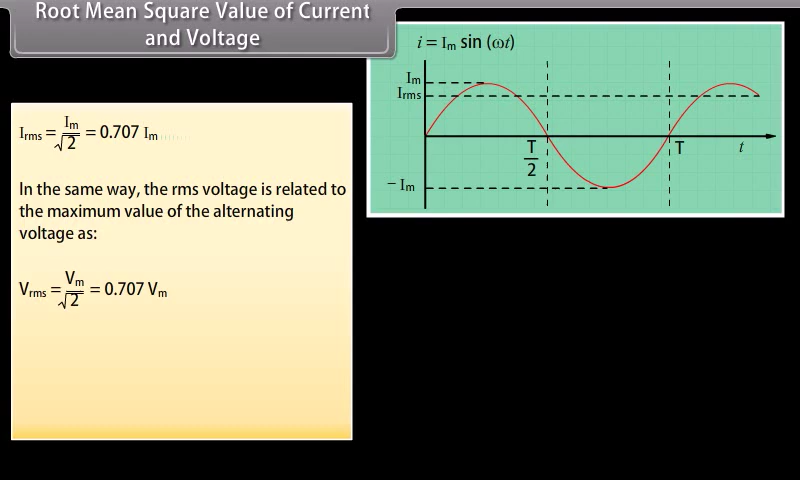 Root Mean Square Value of Current
and Voltage
i = Im sin (ωt)
Im
Irms
T/2
T
t
− Im
Irms = Im/√2 = 0.707 Im
In the same way, the rms voltage is related to
the maximum value of the alternating
voltage as:
Vrms = Vm/√2 = 0.707 Vm